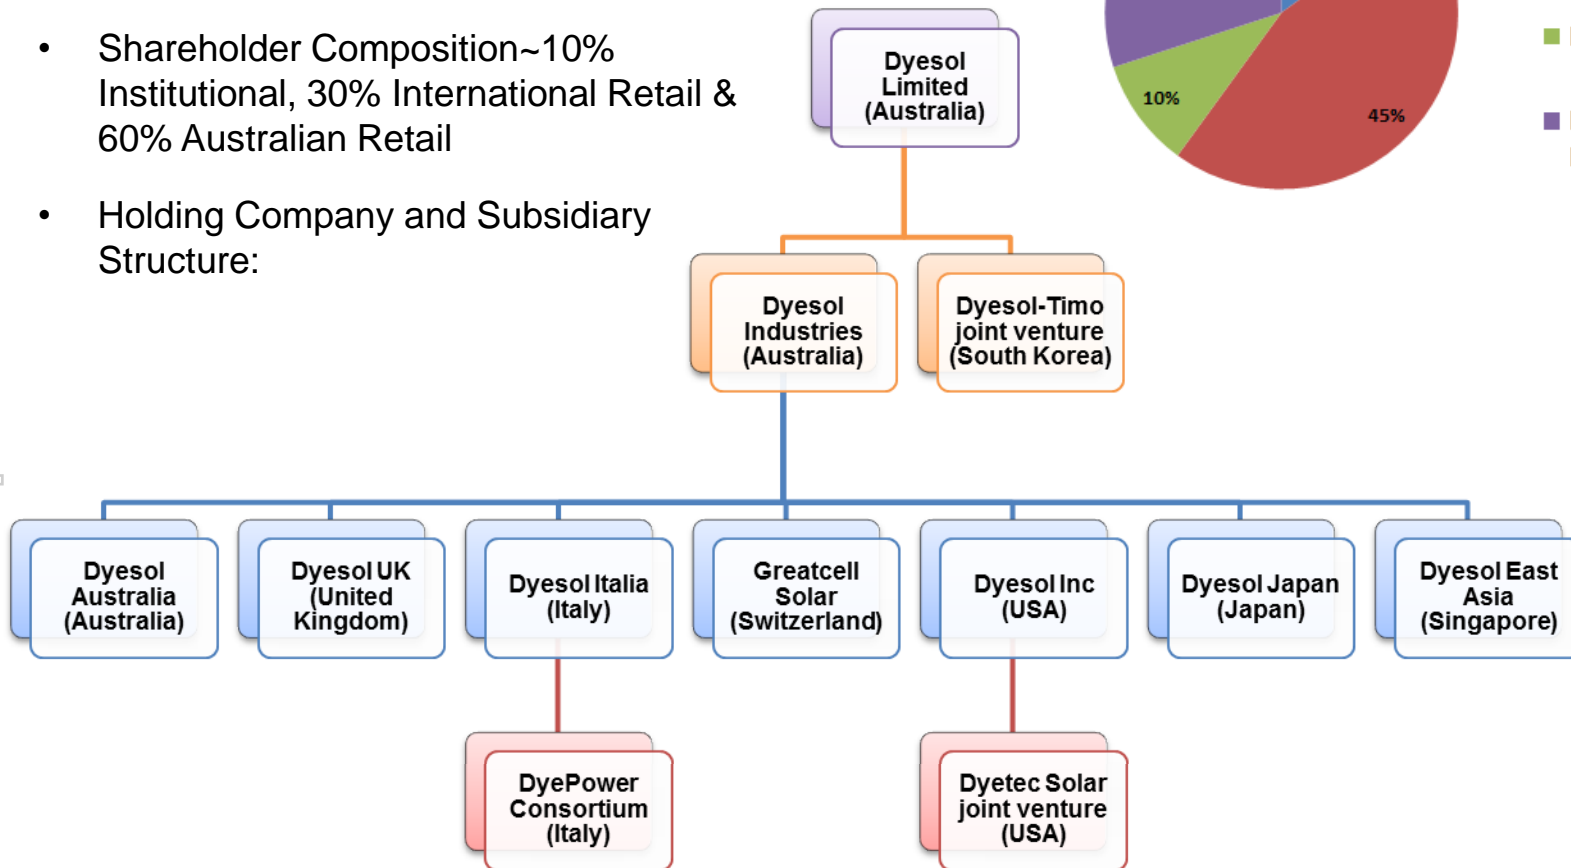 • Shareholder Composition~10%
Institutional, 30% International Retail &
60% Australian Retail
• Holding Company and Subsidiary
Structure:
10%
45%
Dyesol
Limited
(Australia)
Dyesol
Industries
(Australia)
Dyesol-Timo
joint venture
(South Korea)
Dyesol
Australia
(Australia)
Dyesol UK
(United
Kingdom)
Dyesol Italia
(Italy)
Greatcell
Solar
(Switzerland)
Dyesol Inc
(USA)
Dyesol Japan
(Japan)
Dyesol East
Asia
(Singapore)
DyePower
Consortium
(Italy)
Dyetec Solar
joint venture
(USA)